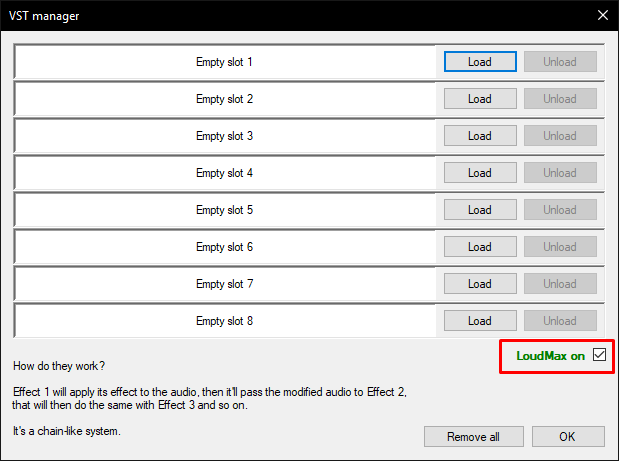 VST manager
Empty slot 1 Load Unload
Empty slot 2 Load Unload
Empty slot 3 Load Unload
Empty slot 4 Load Unload
Empty slot 5 Load Unload
Empty slot 6 Load Unload
Empty slot 7 Load Unload
Empty slot 8 Load Unload
LoudMax on
How do they work?
Effect 1 will apply its effect to the audio, then it'll pass the modified audio to Effect 2,
that will then do the same with Effect 3 and so on.
It's a chain-like system.
Remove all OK